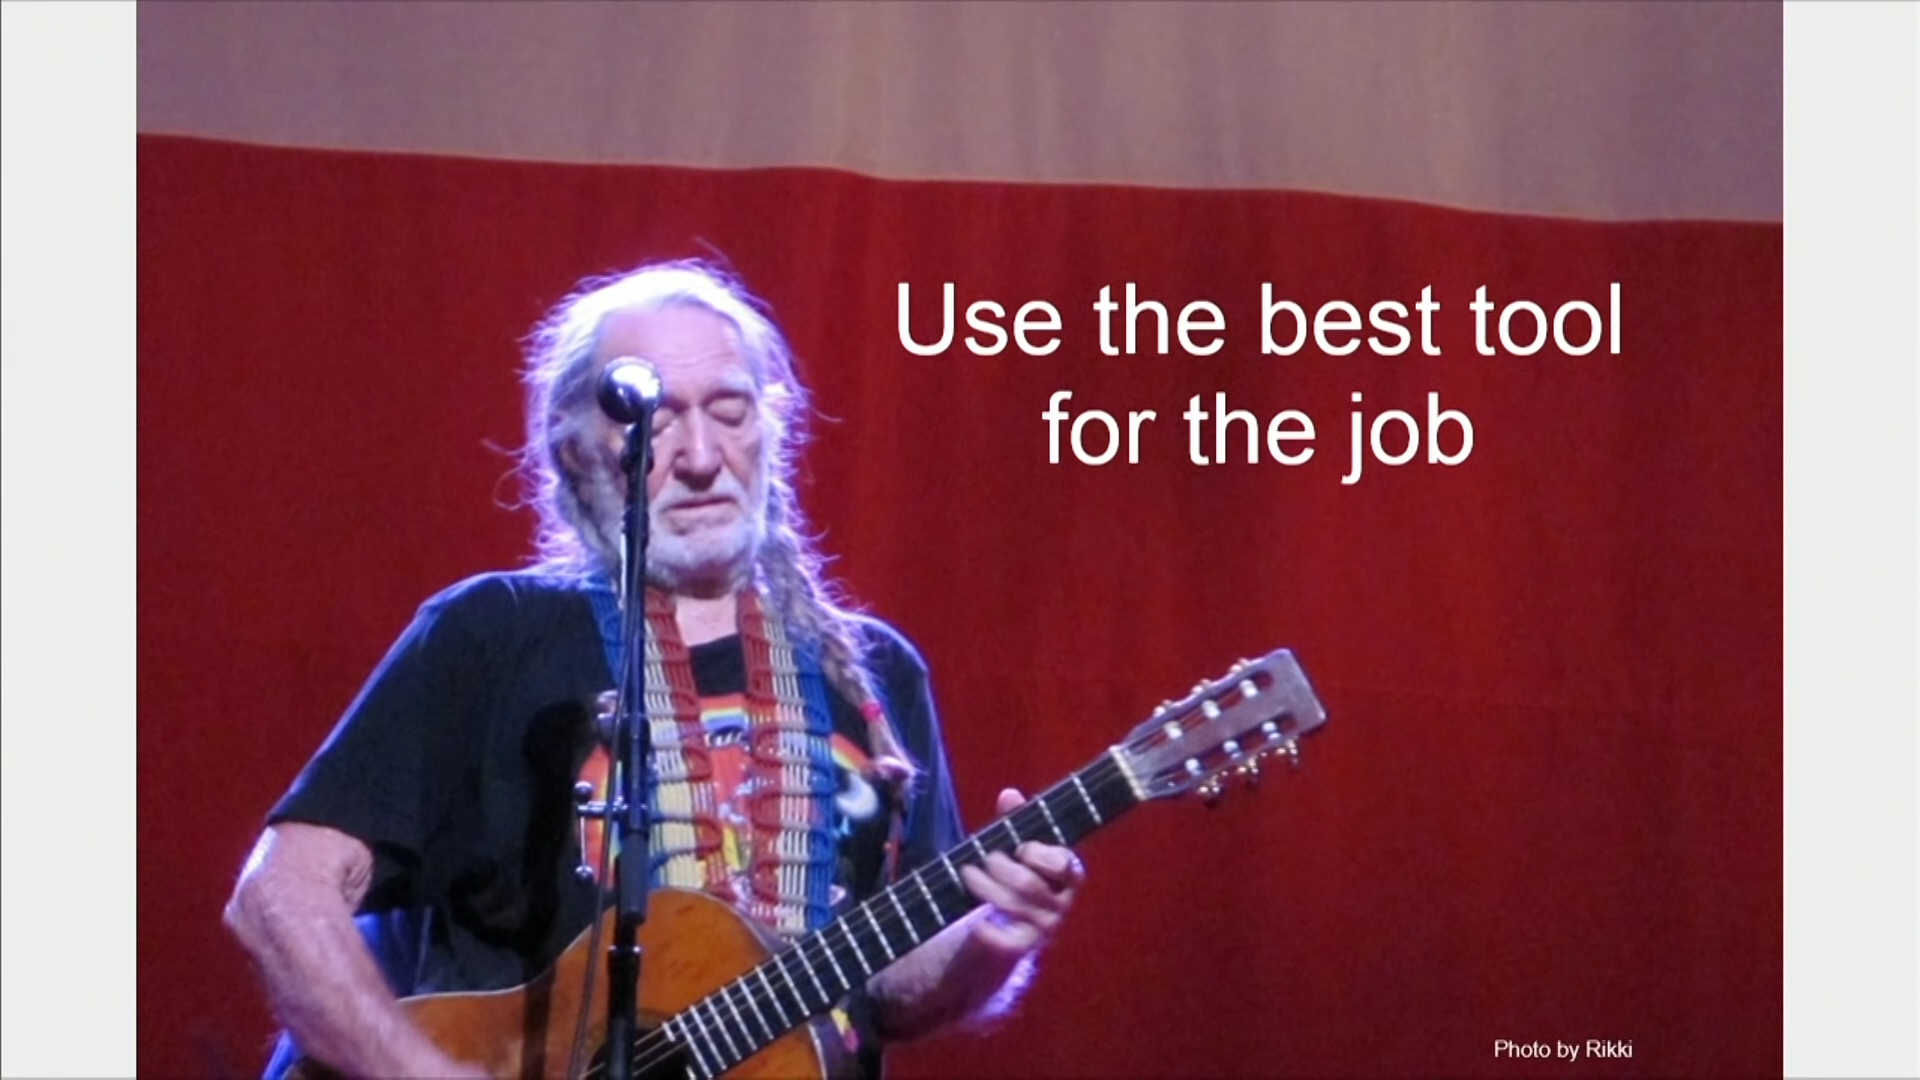 Use the best tool
for the job
Photo by Rikki